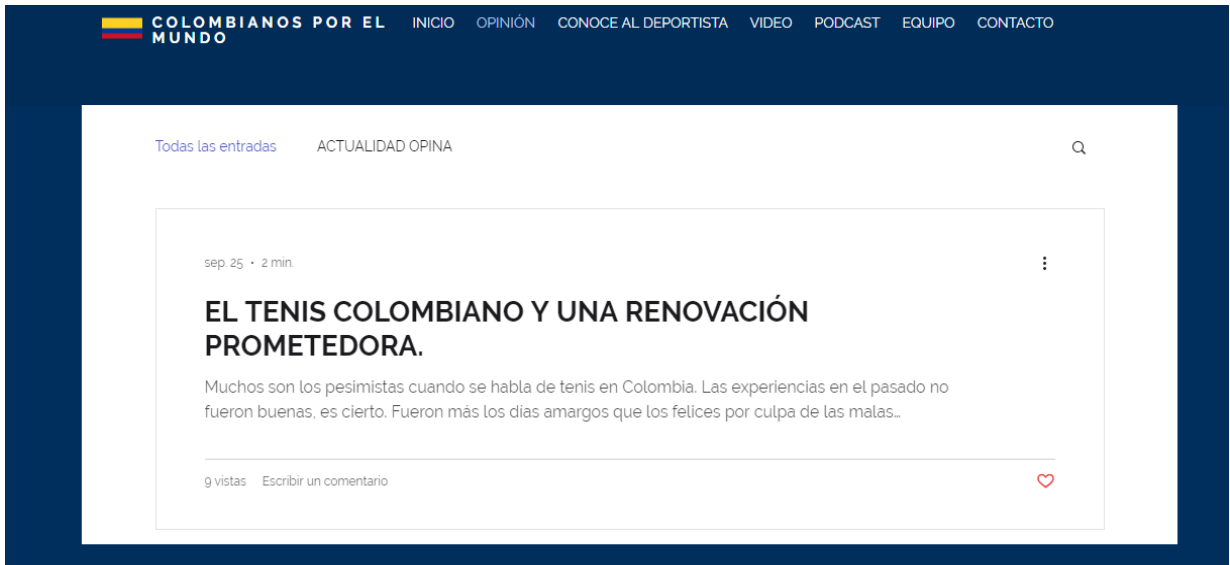 COLOMBIANOS POR EL
MUNDO
INICIO OPINIÓN CONOCE AL DEPORTISTA VIDEO PODCAST EQUIPO CONTACTO
Todas las entradas ACTUALIDAD OPINA
sep. 25 • 2 min.
EL TENIS COLOMBIANO Y UNA RENOVACIÓN
PROMETEDORA.
Muchos son los pesimistas cuando se habla de tenis en Colombia. Las experiencias en el pasado no
fueron buenas, es cierto. Fueron más los días amargos que los felices por culpa de las malas…
9 vistas Escribir un comentario